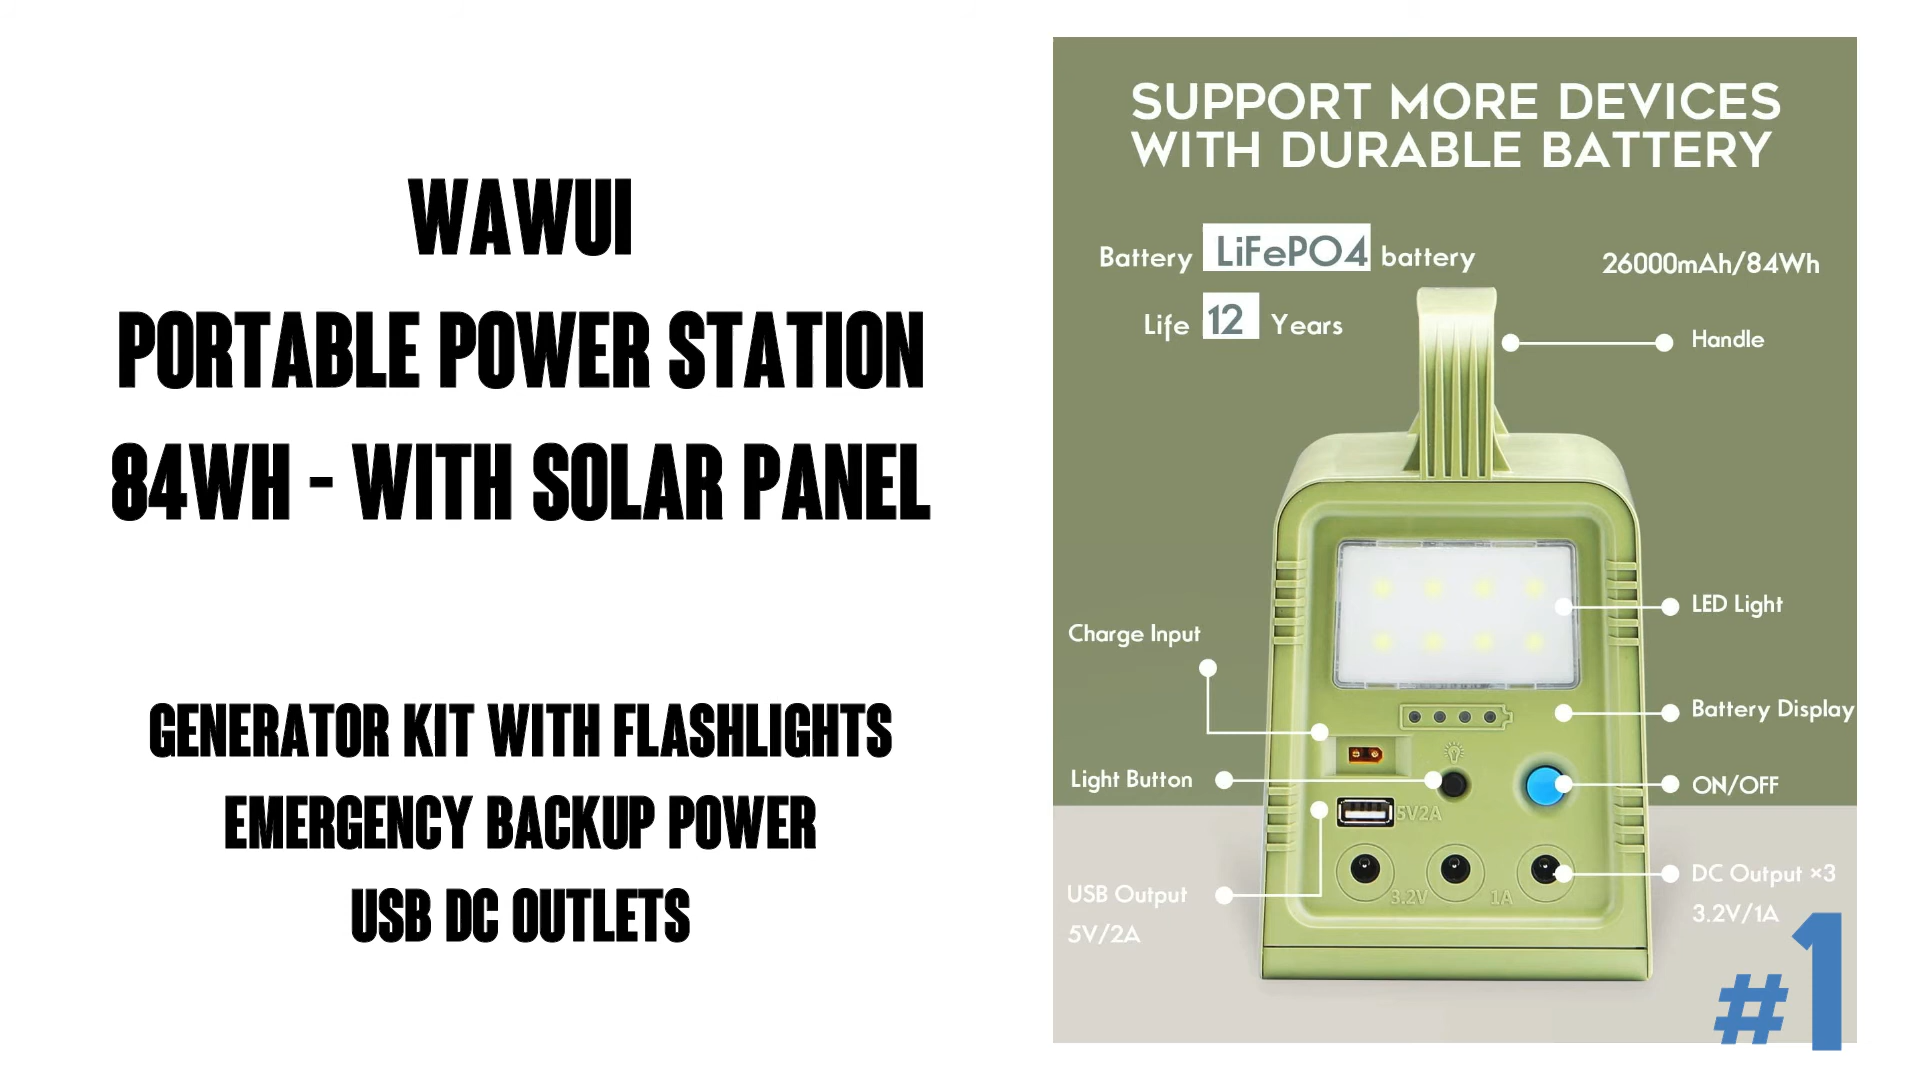 WAWUI
PORTABLE POWER STATION
84WH - WITH SOLAR PANEL
GENERATOR KIT WITH FLASHLIGHTS
EMERGENCY BACKUP POWER
USB DC OUTLETS
SUPPORT MORE DEVICES
WITH DURABLE BATTERY
Battery LiFePO4 battery
26000mAh/84Wh
Life 12 Years
Handle
LED Light
Charge Input
Battery Display
Light Button
ON/OFF
5V2A
USB Output
5V/2A
3.2V 1A
DC Output ×3
3.2V/1A
#1